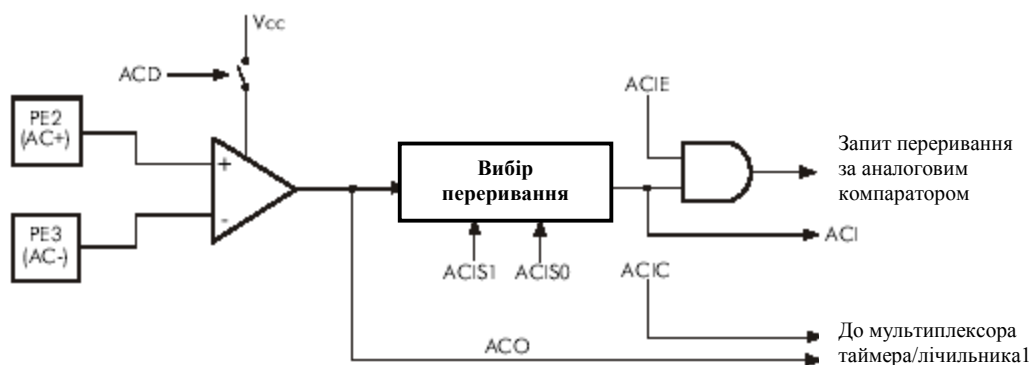 Vcc
ACD
ACIE
PE2
(AC+)
+
Запит переривання
за аналоговим
компаратором
Вибір
переривання
PE3
(AC-)
-
ACI
ACIS1 ACIS0
ACIC
ACO
До мультиплексора
таймера/лічильника1